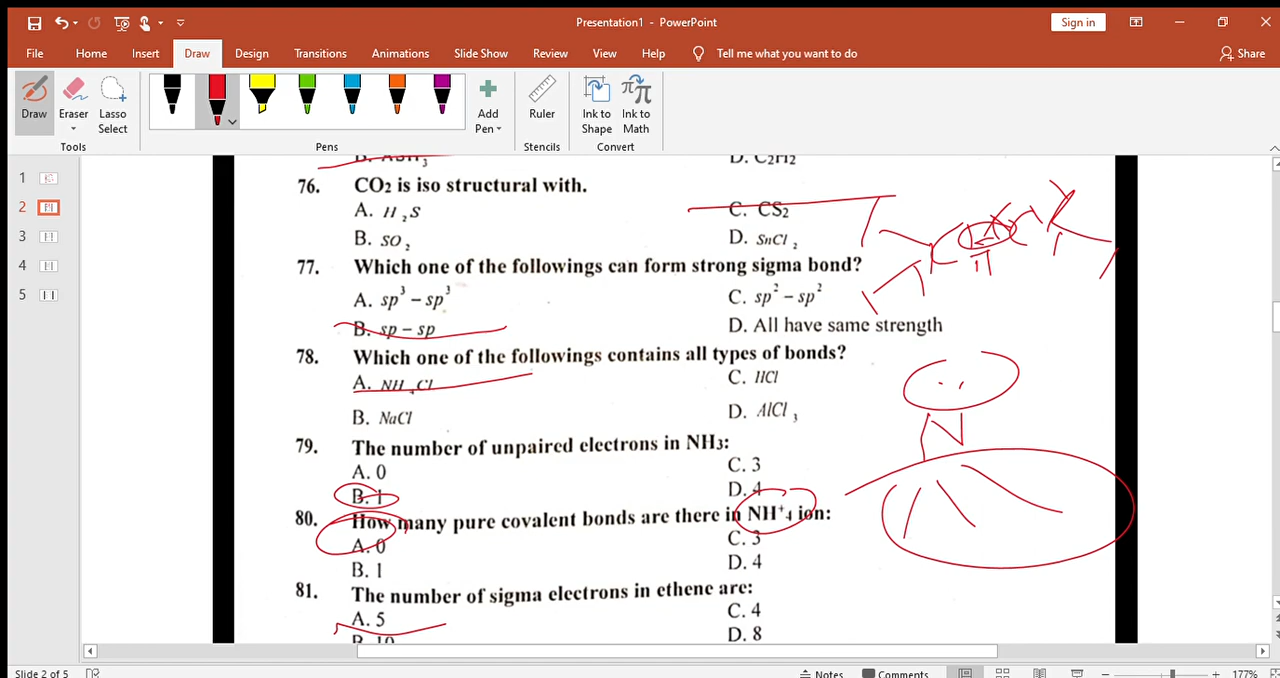 Presentation1 - PowerPoint
Sign in
File Home Insert Draw Design Transitions Animations Slide Show Review View Help Tell me what you want to do Share
Draw Eraser Lasso Select Add Pen Ruler Ink to Shape Ink to Math
Tools Pens Stencils Convert
1
2
3
4
5
B. AsH3 D. C2H2
76. CO2 is iso structural with.
A. H2S C. CS2
B. SO2 D. SnCl2
77. Which one of the followings can form strong sigma bond?
A. sp³ – sp³ C. sp² – sp²
B. sp – sp D. All have same strength
78. Which one of the followings contains all types of bonds?
A. NH4Cl C. HCl
B. NaCl D. AlCl3
79. The number of unpaired electrons in NH3:
A. 0 C. 3
B. 1 D. 4
80. How many pure covalent bonds are there in NH⁺4 ion:
A. 0 C. 3
B. 1 D. 4
81. The number of sigma electrons in ethene are:
A. 5 C. 4
B. 10 D. 8
N
Slide 2 of 5 Notes Comments 177%